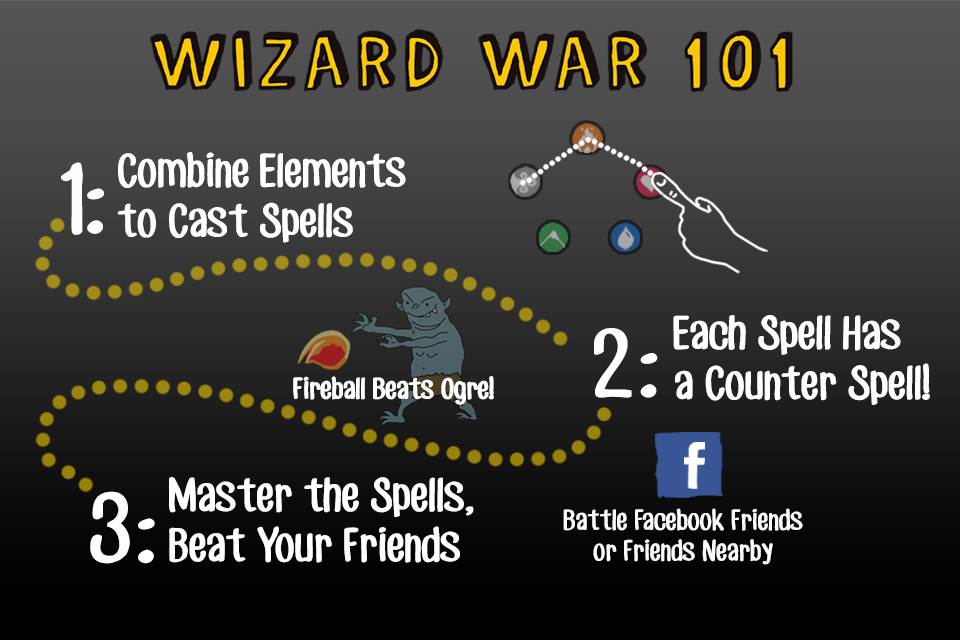 WIZARD WAR 101
1: Combine Elements
to Cast Spells
2: Each Spell Has
a Counter Spell!
Fireball Beats Ogre!
3: Master the Spells,
Beat Your Friends
f
Battle Facebook Friends
or Friends Nearby